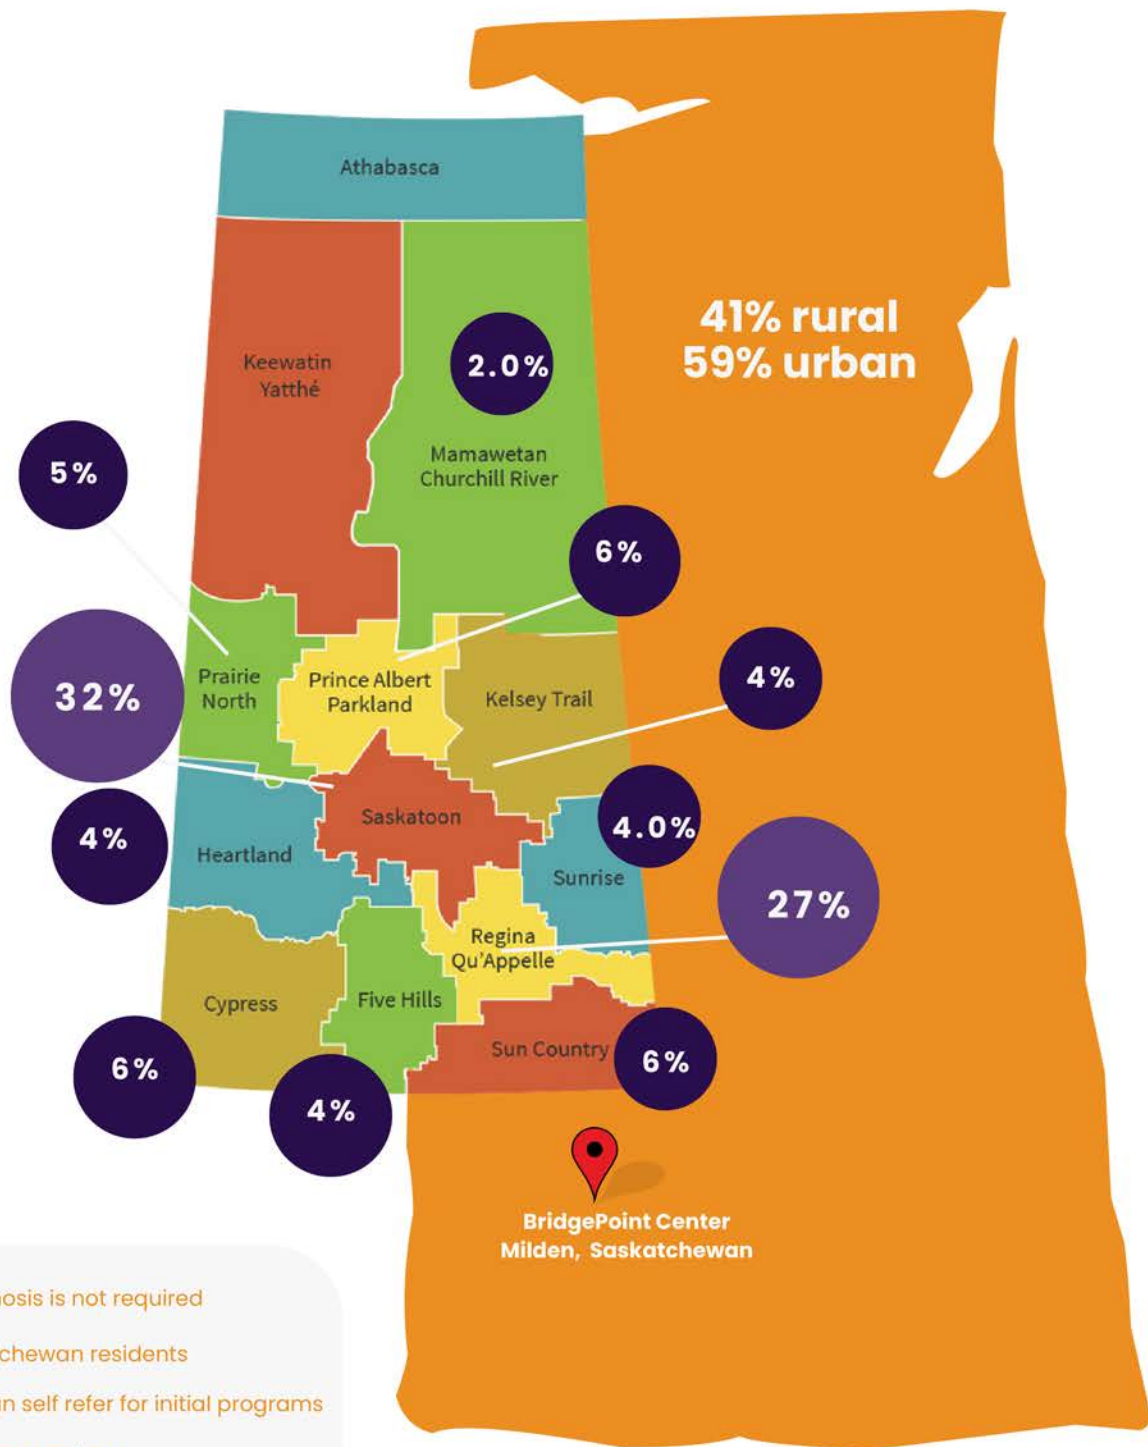 Athabasca
41% rural
59% urban
Keewatin
Yatthé
2.0%
Mamawetan
Churchill River
5%
6%
Prairie
North
Prince Albert
Parkland
Kelsey Trail
4%
32%
Saskatoon
4.0%
4%
Heartland
Sunrise
27%
Regina
Qu'Appelle
Cypress
Five Hills
Sun Country
6%
6%
4%
BridgePoint Center
Milden, Saskatchewan
is not required
residents
self refer for initial programs